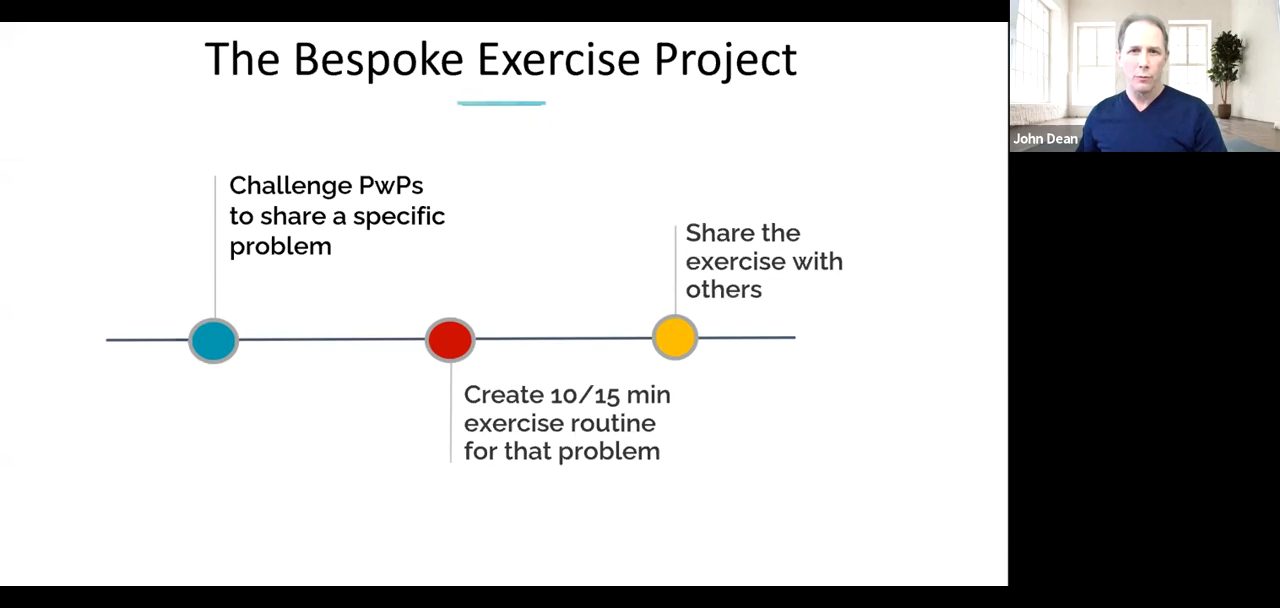 The Bespoke Exercise Project
John Dean
Challenge PwPs
to share a specific
problem
Share the
exercise with
others
Create 10/15 min
exercise routine
for that problem